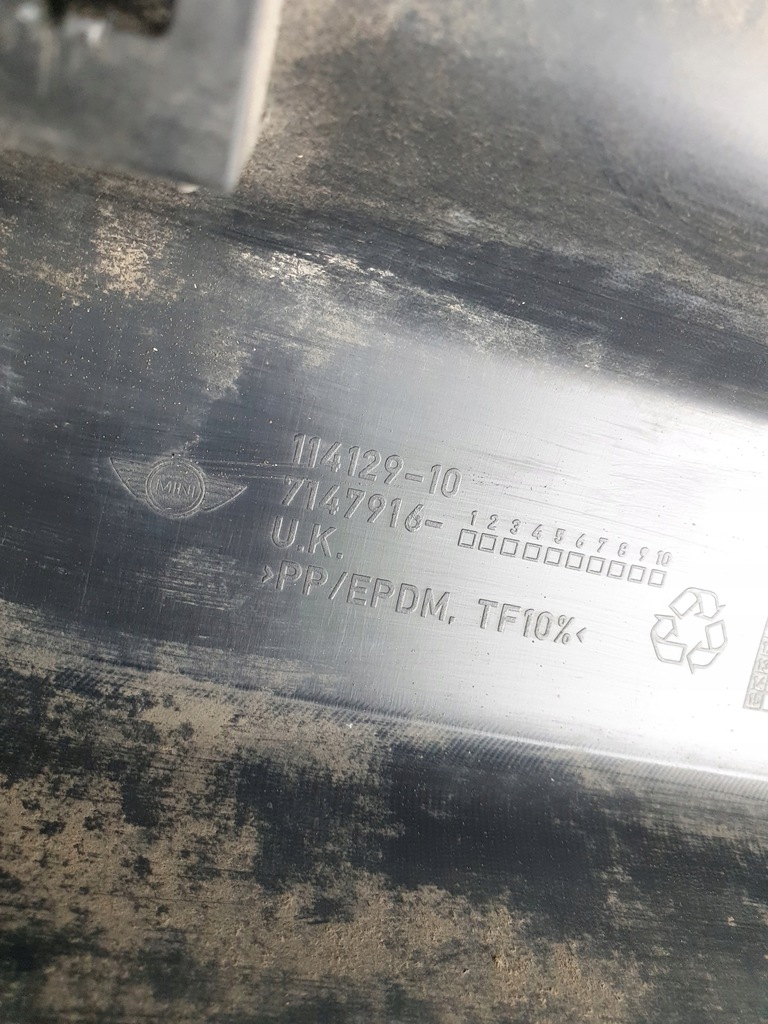 MINI
114129-10
7147916-
1 2 3 4 5 6 7 8 9 10
U.K.
>PP/EPDM, TF10%<